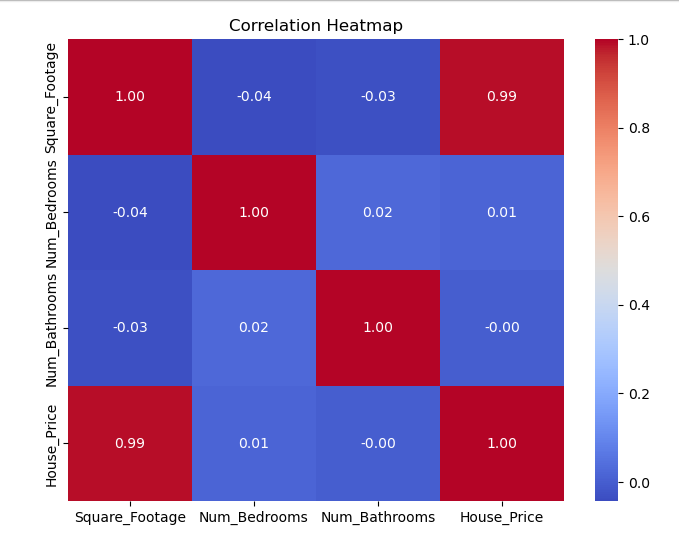 Correlation Heatmap
Square_Footage
1.00
-0.04
-0.03
0.99
Num_Bedrooms
-0.04
1.00
0.02
0.01
Num_Bathrooms
-0.03
0.02
1.00
-0.00
House_Price
0.99
0.01
-0.00
1.00
Square_Footage
Num_Bedrooms
Num_Bathrooms
House_Price
1.0
0.8
0.6
0.4
0.2
0.0